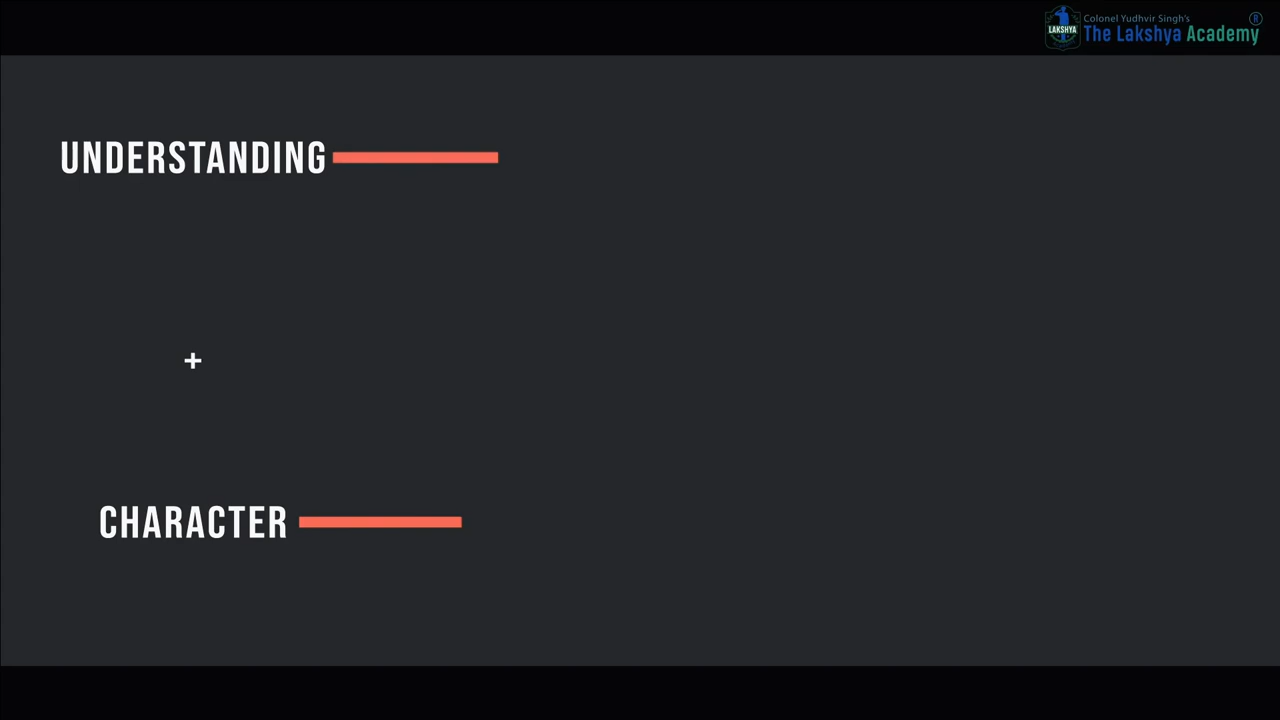 Colonel Yudhvir Singh's
LAKSHYA The Lakshya Academy ®
UNDERSTANDING
+
CHARACTER